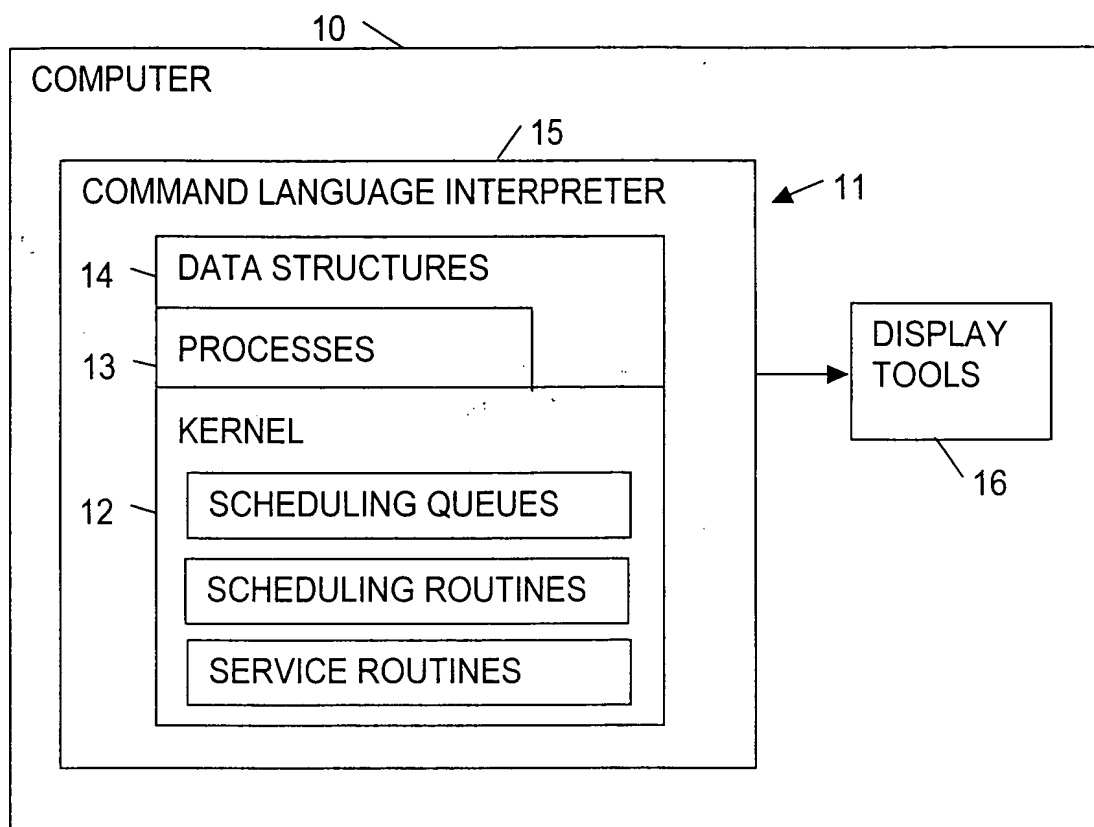 10
COMPUTER
15
COMMAND LANGUAGE INTERPRETER
11
14
DATA STRUCTURES
13
PROCESSES
DISPLAY
TOOLS
KERNEL
12
SCHEDULING QUEUES
16
SCHEDULING ROUTINES
SERVICE ROUTINES